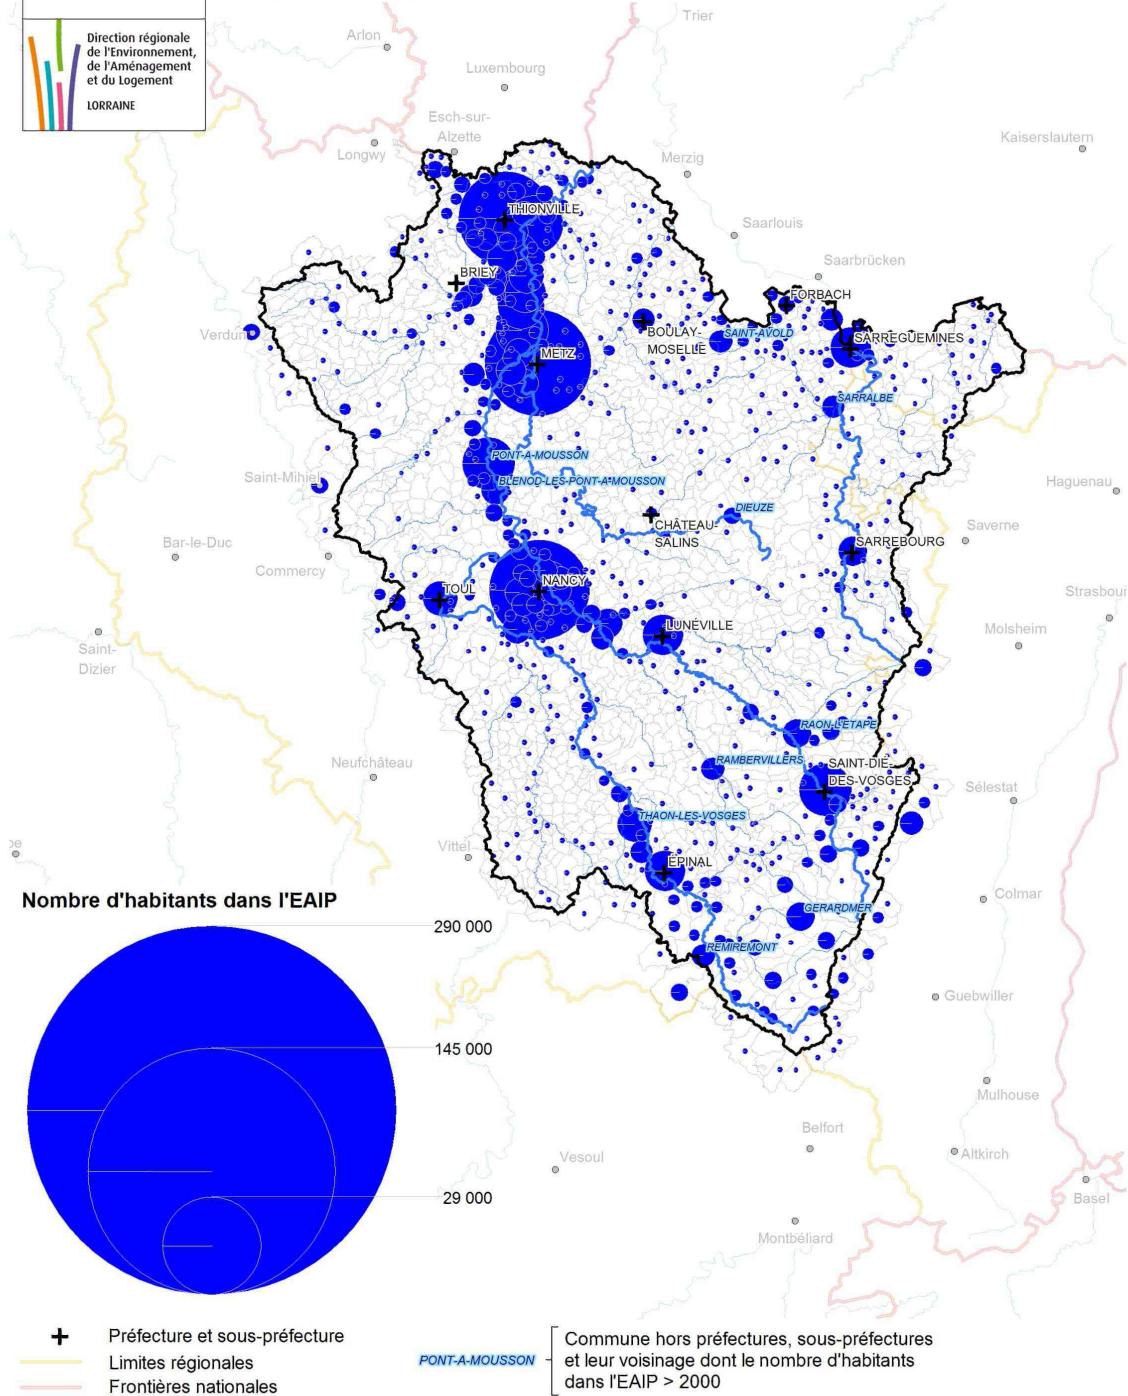 Direction régionale
de l'Environnement,
de l'Aménagement
et du Logement
LORRAINE
Trier
Arlon
Luxembourg
Esch-sur-
Alzette
Kaiserslautern
Longwy
Merzig
THIONVILLE
Saarlouis
Saarbrücken
BRIEY
FORBACH
Verdun
BOULAY-
MOSELLE
SAINT-AVOLD
SARREGUEMINES
METZ
SARRALBE
PONT-A-MOUSSON
Saint-Mihiel
BLENOD-LES-PONT-A-MOUSSON
Haguenau
DIEUZE
CHÂTEAU-
SALINS
Saverne
Bar-le-Duc
SARREBOURG
Commercy
NANCY
TOUL
Strasbou
LUNÉVILLE
Molsheim
Saint-
Dizier
RAON-L'ETAPE
Neufchâteau
RAMBERVILLERS
SAINT-DIE-
DES-VOSGES
Sélestat
THAON-LES-VOSGES
Vittel
ÉPINAL
Colmar
GERARDMER
REMIREMONT
Guebwiller
Mulhouse
Belfort
Altkirch
Vesoul
Basel
Montbéliard
Nombre d'habitants dans l'EAIP
290 000
145 000
29 000
Préfecture et sous-préfecture
Limites régionales
Frontières nationales
PONT-A-MOUSSON
Commune hors préfectures, sous-préfectures
et leur voisinage dont le nombre d'habitants
dans l'EAIP > 2000